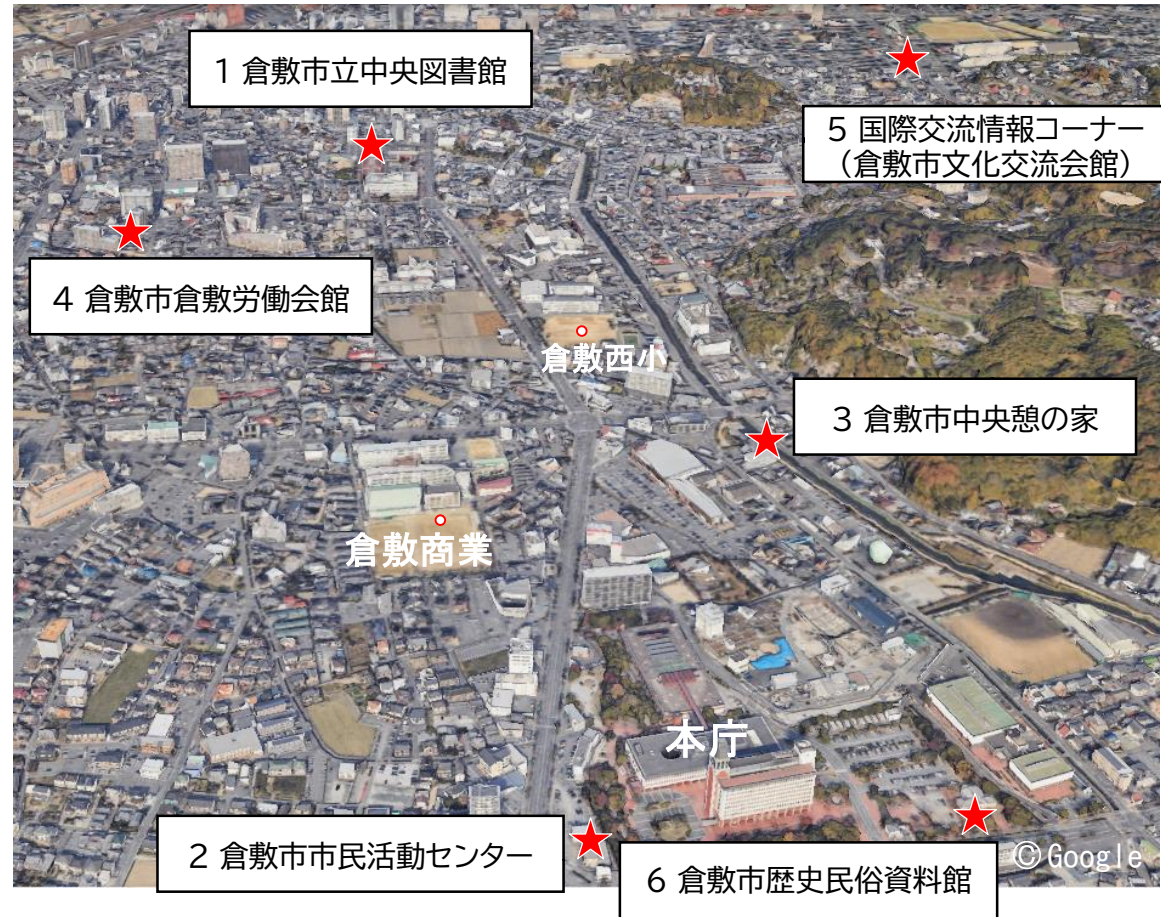 1 倉敷市立中央図書館
5 国際交流情報コーナー
（倉敷市文化交流会館）
4 倉敷市倉敷労働会館
倉敷西小
3 倉敷市中央憩の家
倉敷商業
本庁
2 倉敷市市民活動センター
6 倉敷市歴史民俗資料館
©Google